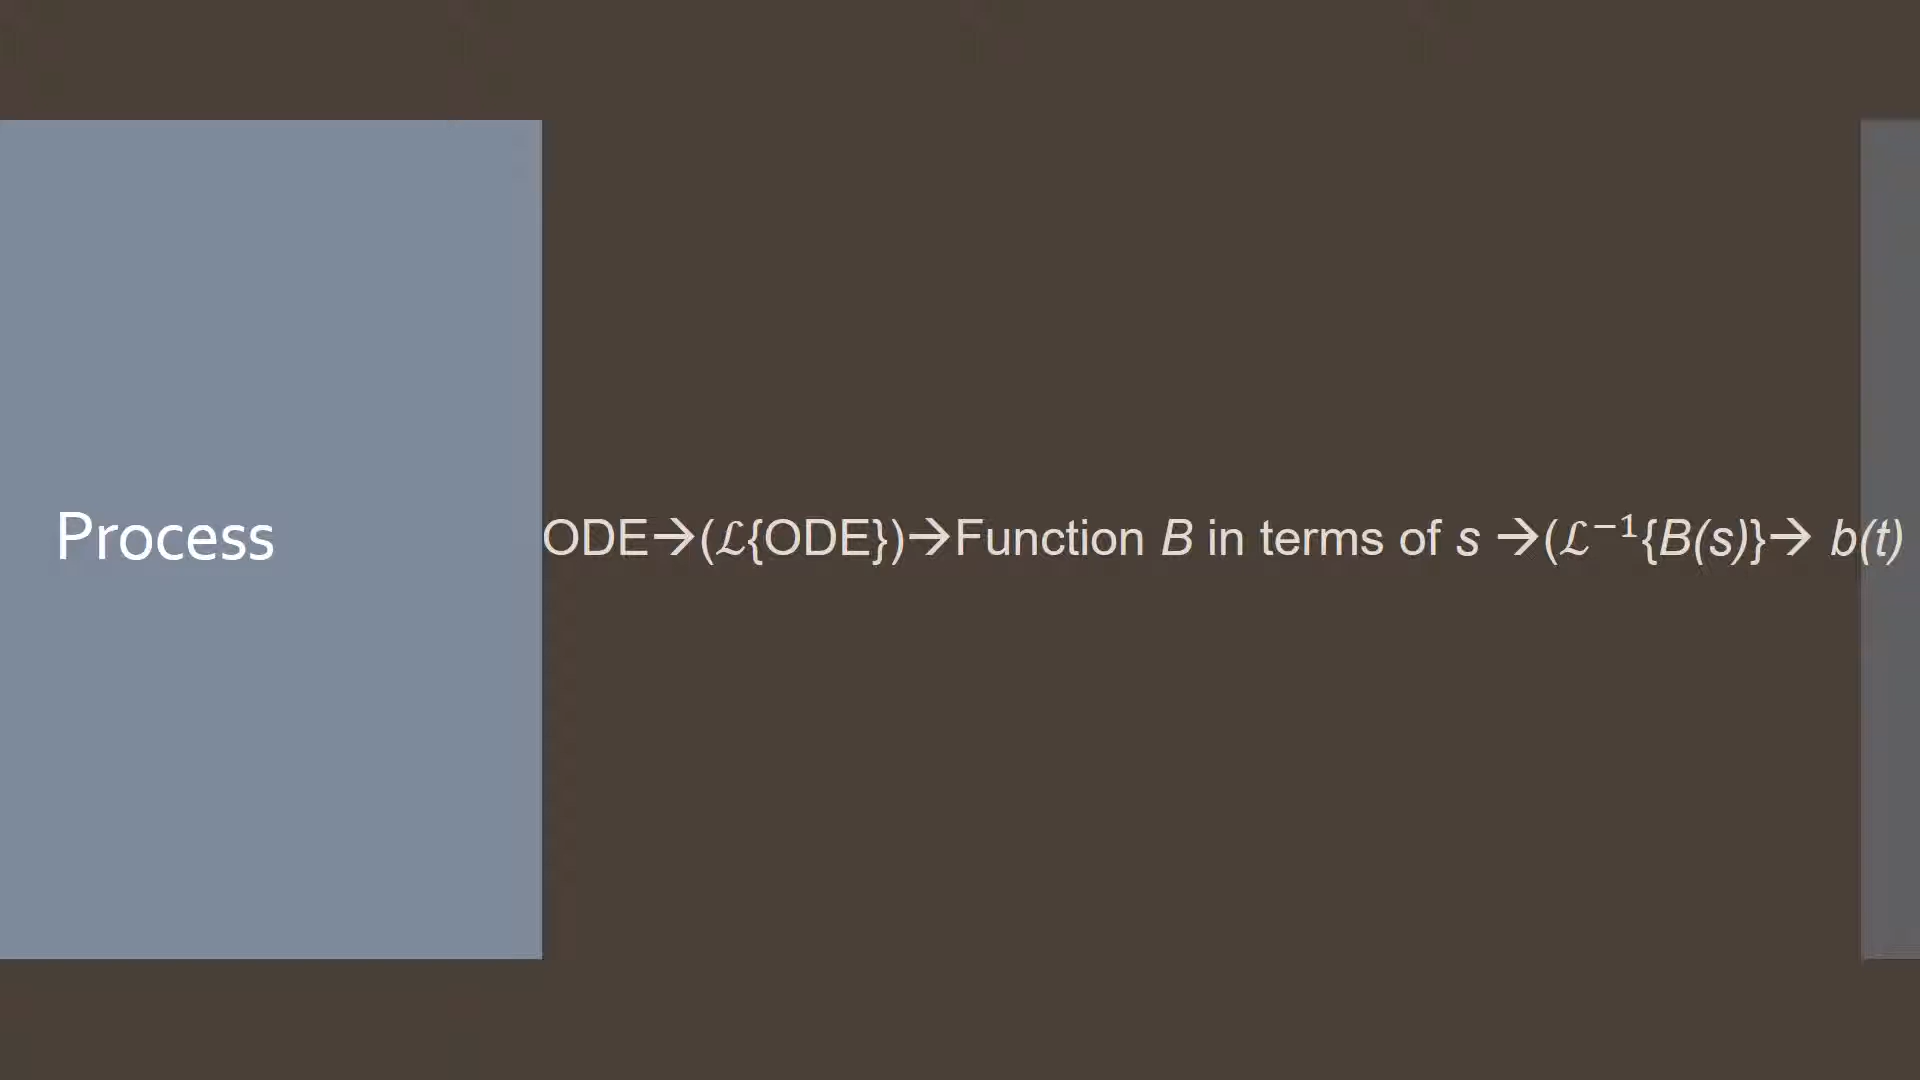 Process
ODE→(ℒ{ODE})→Function B in terms of s →(ℒ⁻¹{B(s)}→ b(t)